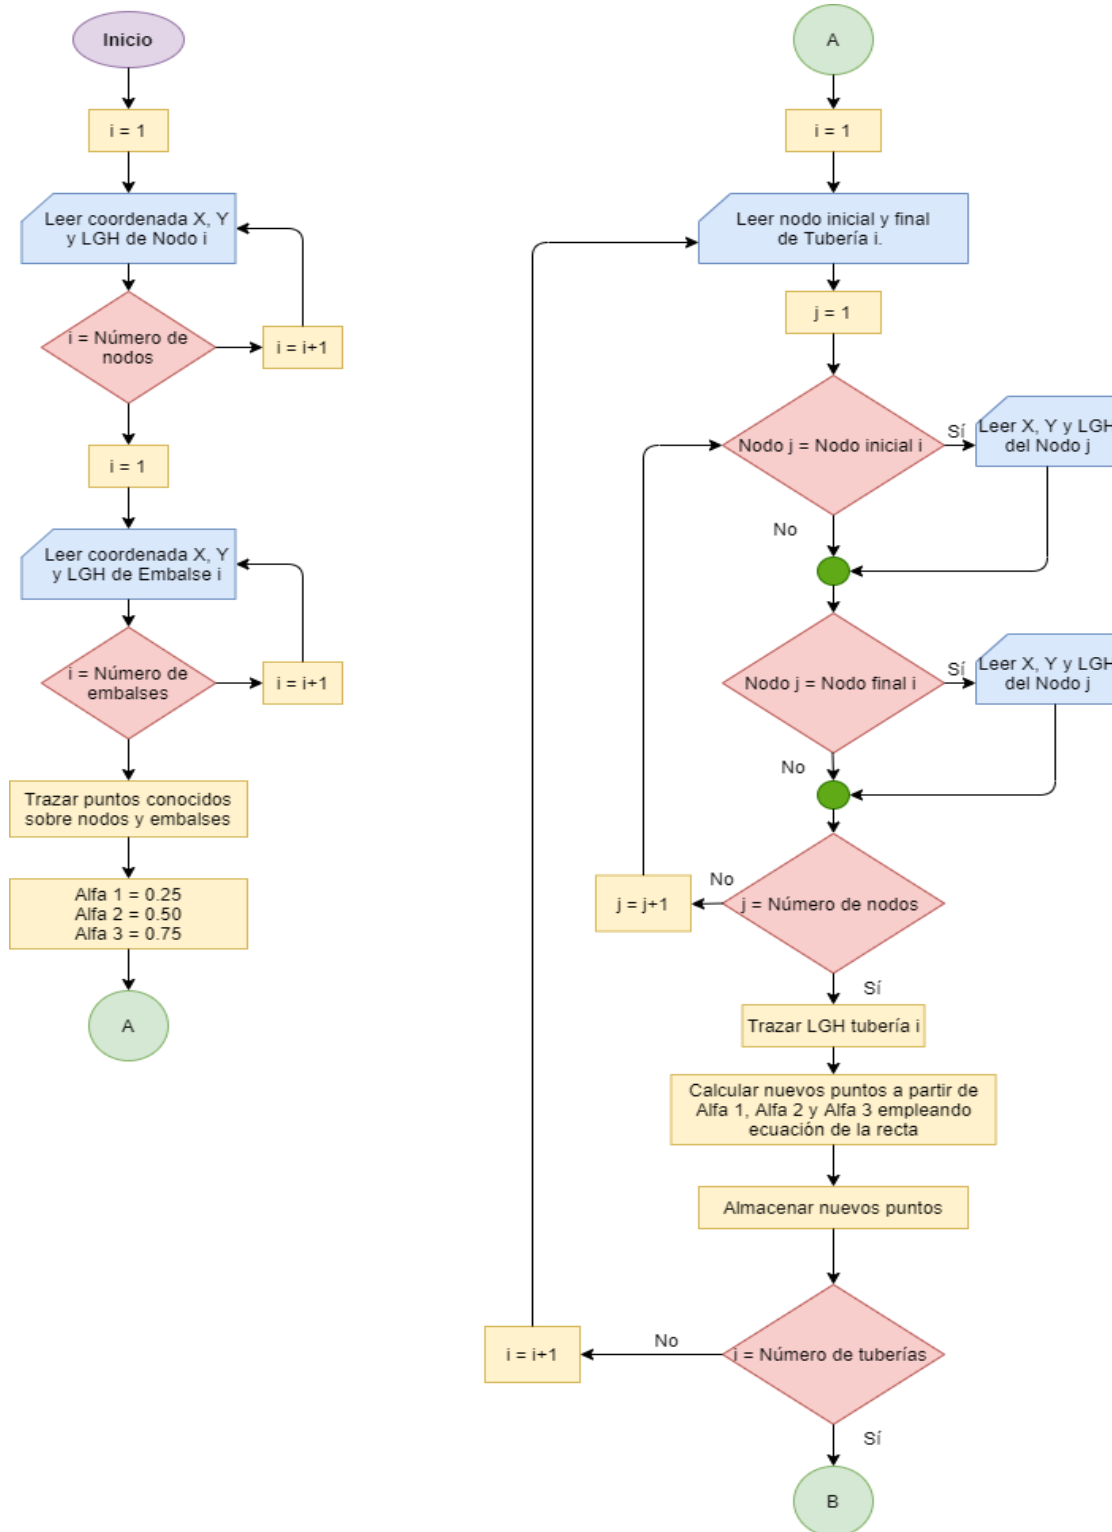 Inicio
i = 1
Leer coordenada X, Y
y LGH de Nodo i
i = Número de
nodos
i = i+1
i = 1
Leer coordenada X, Y
y LGH de Embalse i
i = Número de
embalses
i = i+1
Trazar puntos conocidos
sobre nodos y embalses
Alfa 1 = 0.25
Alfa 2 = 0.50
Alfa 3 = 0.75
A
A
i = 1
Leer nodo inicial y final
de Tubería i.
j = 1
Nodo j = Nodo inicial i
Sí
Leer X, Y y LGH
del Nodo j
No
Nodo j = Nodo final i
Sí
Leer X, Y y LGH
del Nodo j
No
j = Número de nodos
No
j = j+1
Sí
Trazar LGH tubería i
Calcular nuevos puntos a partir de
Alfa 1, Alfa 2 y Alfa 3 empleando
ecuación de la recta
Almacenar nuevos puntos
i = Número de tuberías
No
i = i+1
Sí
B